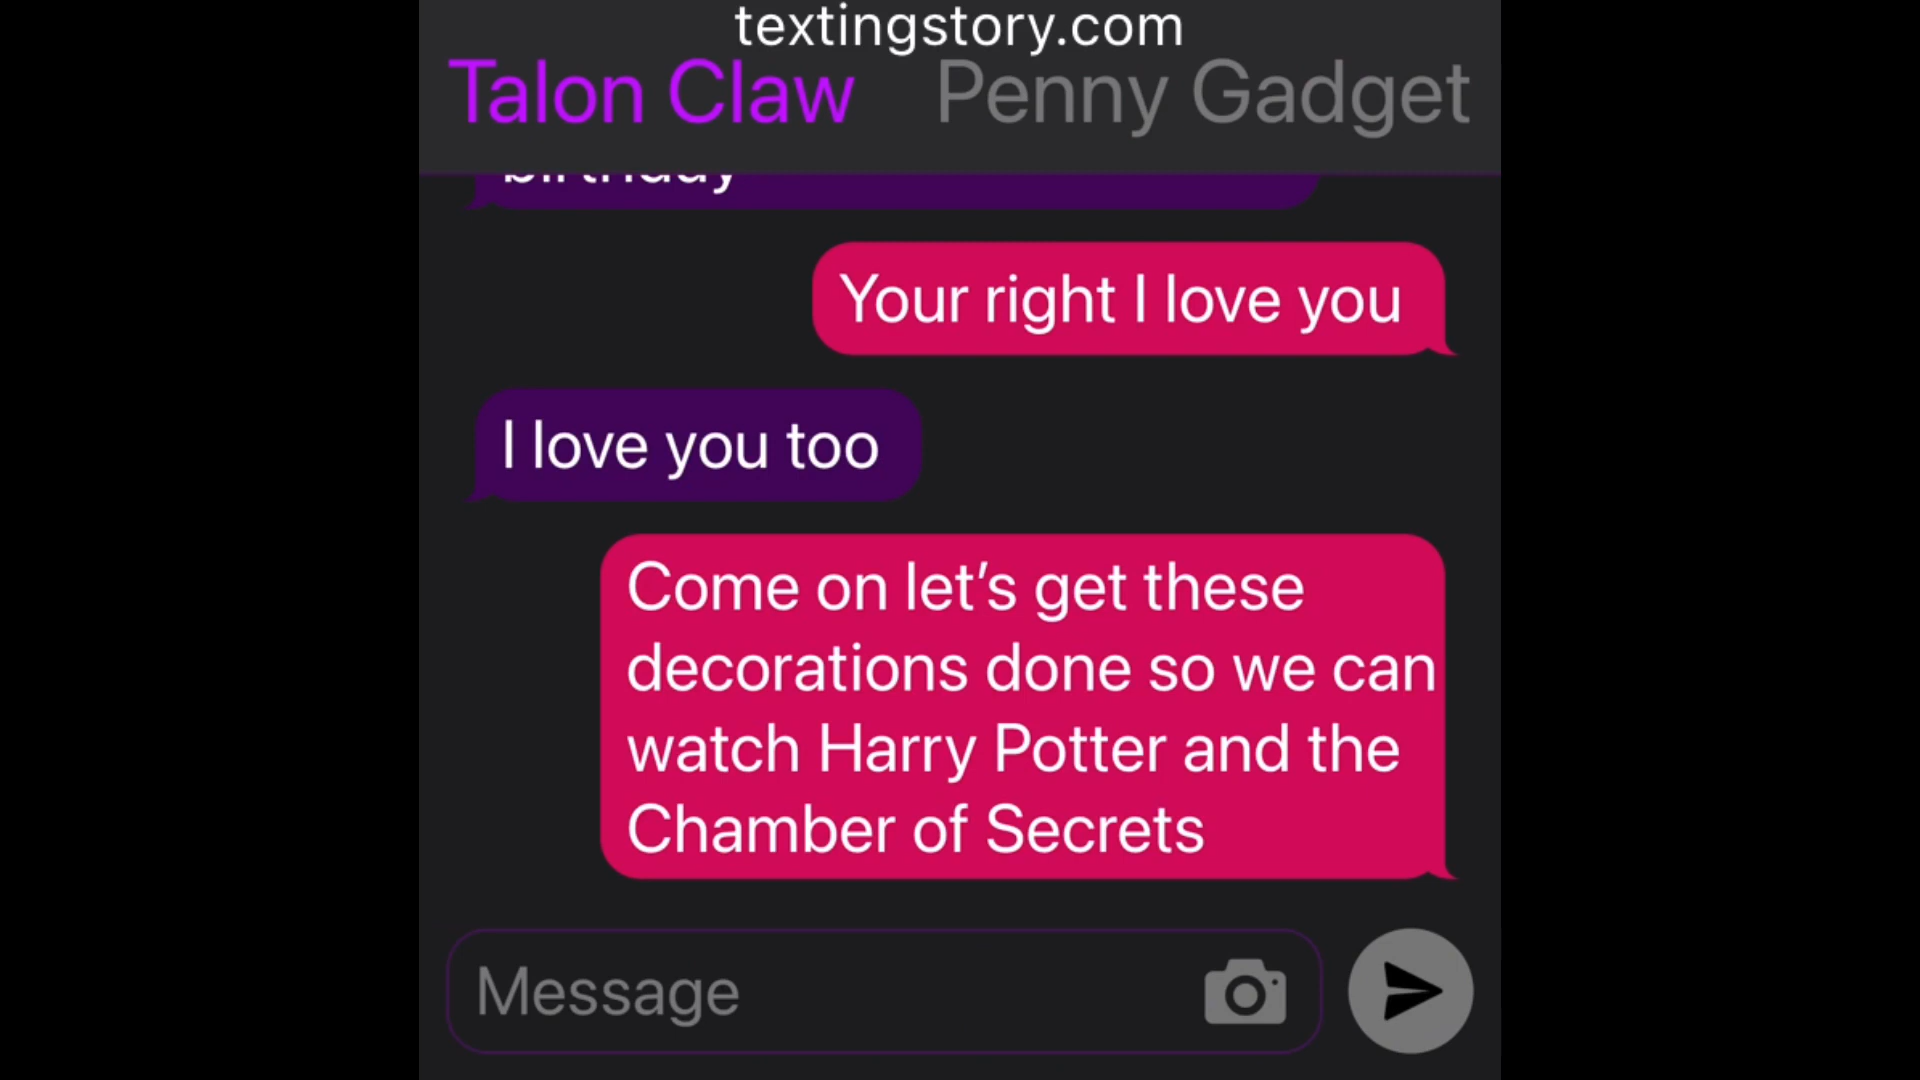 textingstory.com
Talon Claw Penny Gadget
birthday
Your right I love you
I love you too
Come on let's get these
decorations done so we can
watch Harry Potter and the
Chamber of Secrets
Message